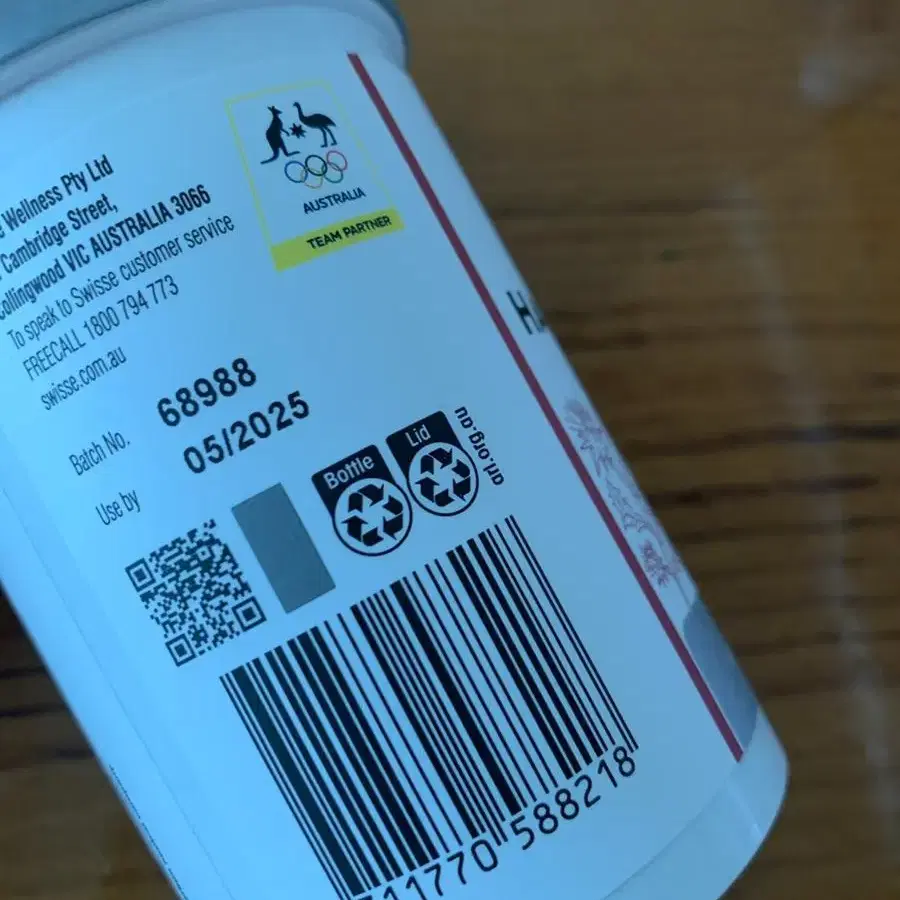 Wellness Pty Ltd
Cambridge Street,
Collingwood VIC AUSTRALIA 3066
To speak to Swisse customer service
FREECALL 1800 794 773
swisse.com.au
Batch No. 68988
Use by 05/2025
AUSTRALIA
TEAM PARTNER
Bottle
Lid
arl.org.au
11770 588218